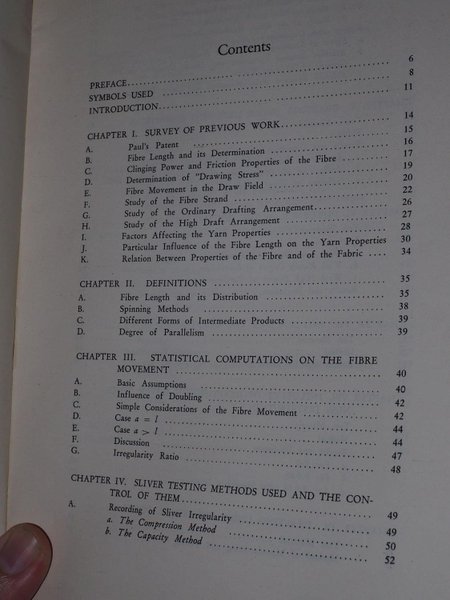 Contents
PREFACE 6
SYMBOLS USED 8
INTRODUCTION 11
CHAPTER I. SURVEY OF PREVIOUS WORK 14
A. Paul's Patent 15
B. Fibre Length and its Determination 16
C. Clinging Power and Friction Properties of the Fibre 17
D. Determination of "Drawing Stress" 19
E. Fibre Movement in the Draw Field 20
F. Study of the Fibre Strand 22
G. Study of the Ordinary Drafting Arrangement 26
H. Study of the High Draft Arrangement 27
I. Factors Affecting the Yarn Properties 28
J. Particular Influence of the Fibre Length on the Yarn Properties 30
K. Relation Between Properties of the Fibre and of the Fabric 34
CHAPTER II. DEFINITIONS 35
A. Fibre Length and its Distribution 35
B. Spinning Methods 38
C. Different Forms of Intermediate Products 39
D. Degree of Parallelism 39
CHAPTER III. STATISTICAL COMPUTATIONS ON THE FIBRE
MOVEMENT 40
A. Basic Assumptions 40
B. Influence of Doubling 42
C. Simple Considerations of the Fibre Movement 42
D. Case a = l 44
E. Case a > l 44
F. Discussion 47
G. Irregularity Ratio 48
CHAPTER IV. SLIVER TESTING METHODS USED AND THE CON-
TROL OF THEM 49
A. Recording of Sliver Irregularity 49
a. The Compression Method 50
b. The Capacity Method 52